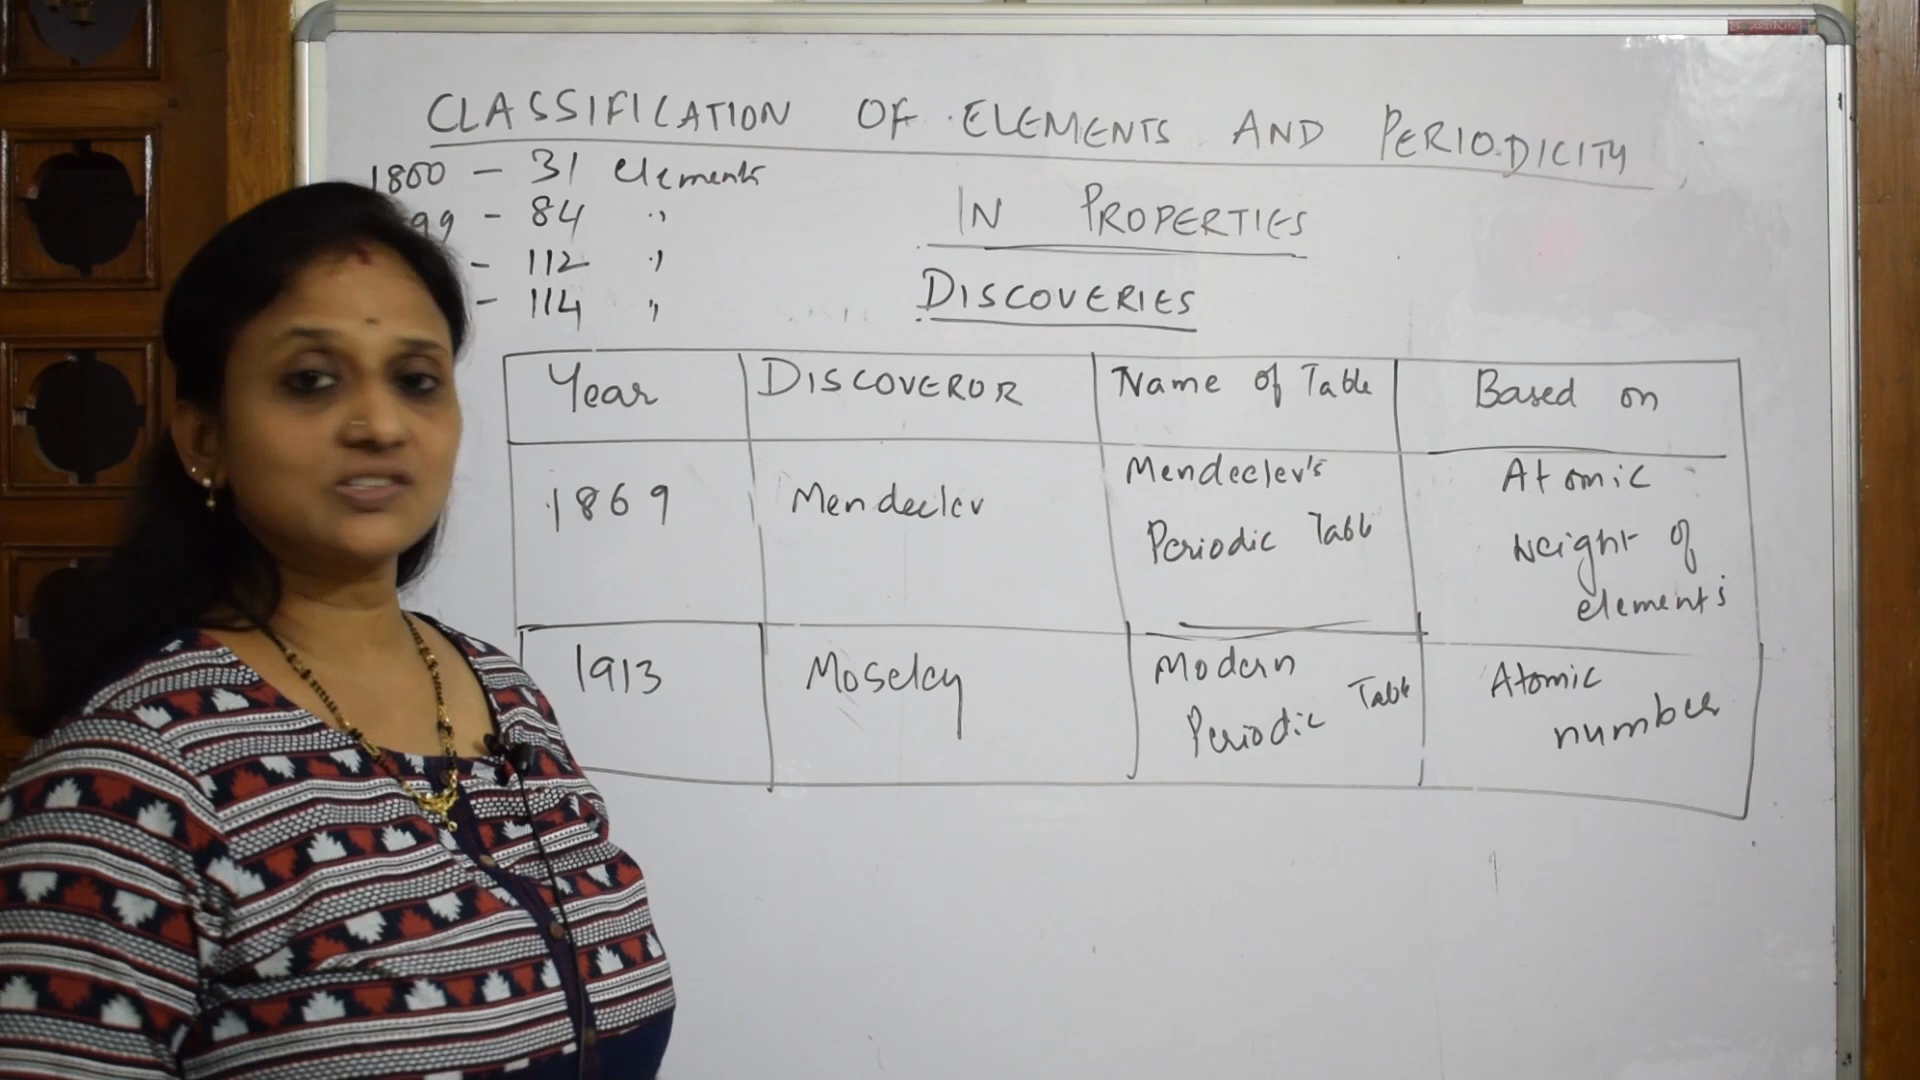 CLASSIFICATION OF ELEMENTS AND PERIODICITY
IN PROPERTIES
1800 - 31 elements
99 - 84 "
- 112 "
- 114 "
DISCOVERIES
Year DISCOVEROR Name of Table Based on
1869 Mendeelev Mendeelev's Periodic Table Atomic weight of elements
1913 Moseley Modern Periodic Table Atomic number